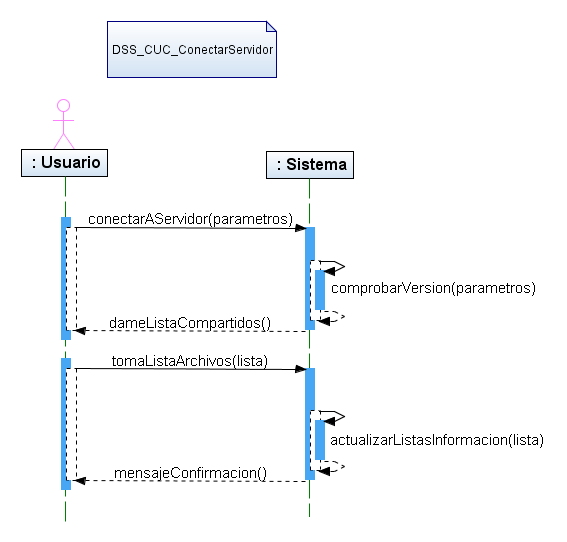 DSS_CUC_ConectarServidor
: Usuario
: Sistema
conectarAServidor(parametros)
comprobarVersion(parametros)
dameListaCompartidos()
tomaListaArchivos(lista)
actualizarListasInformacion(lista)
mensajeConfirmacion()